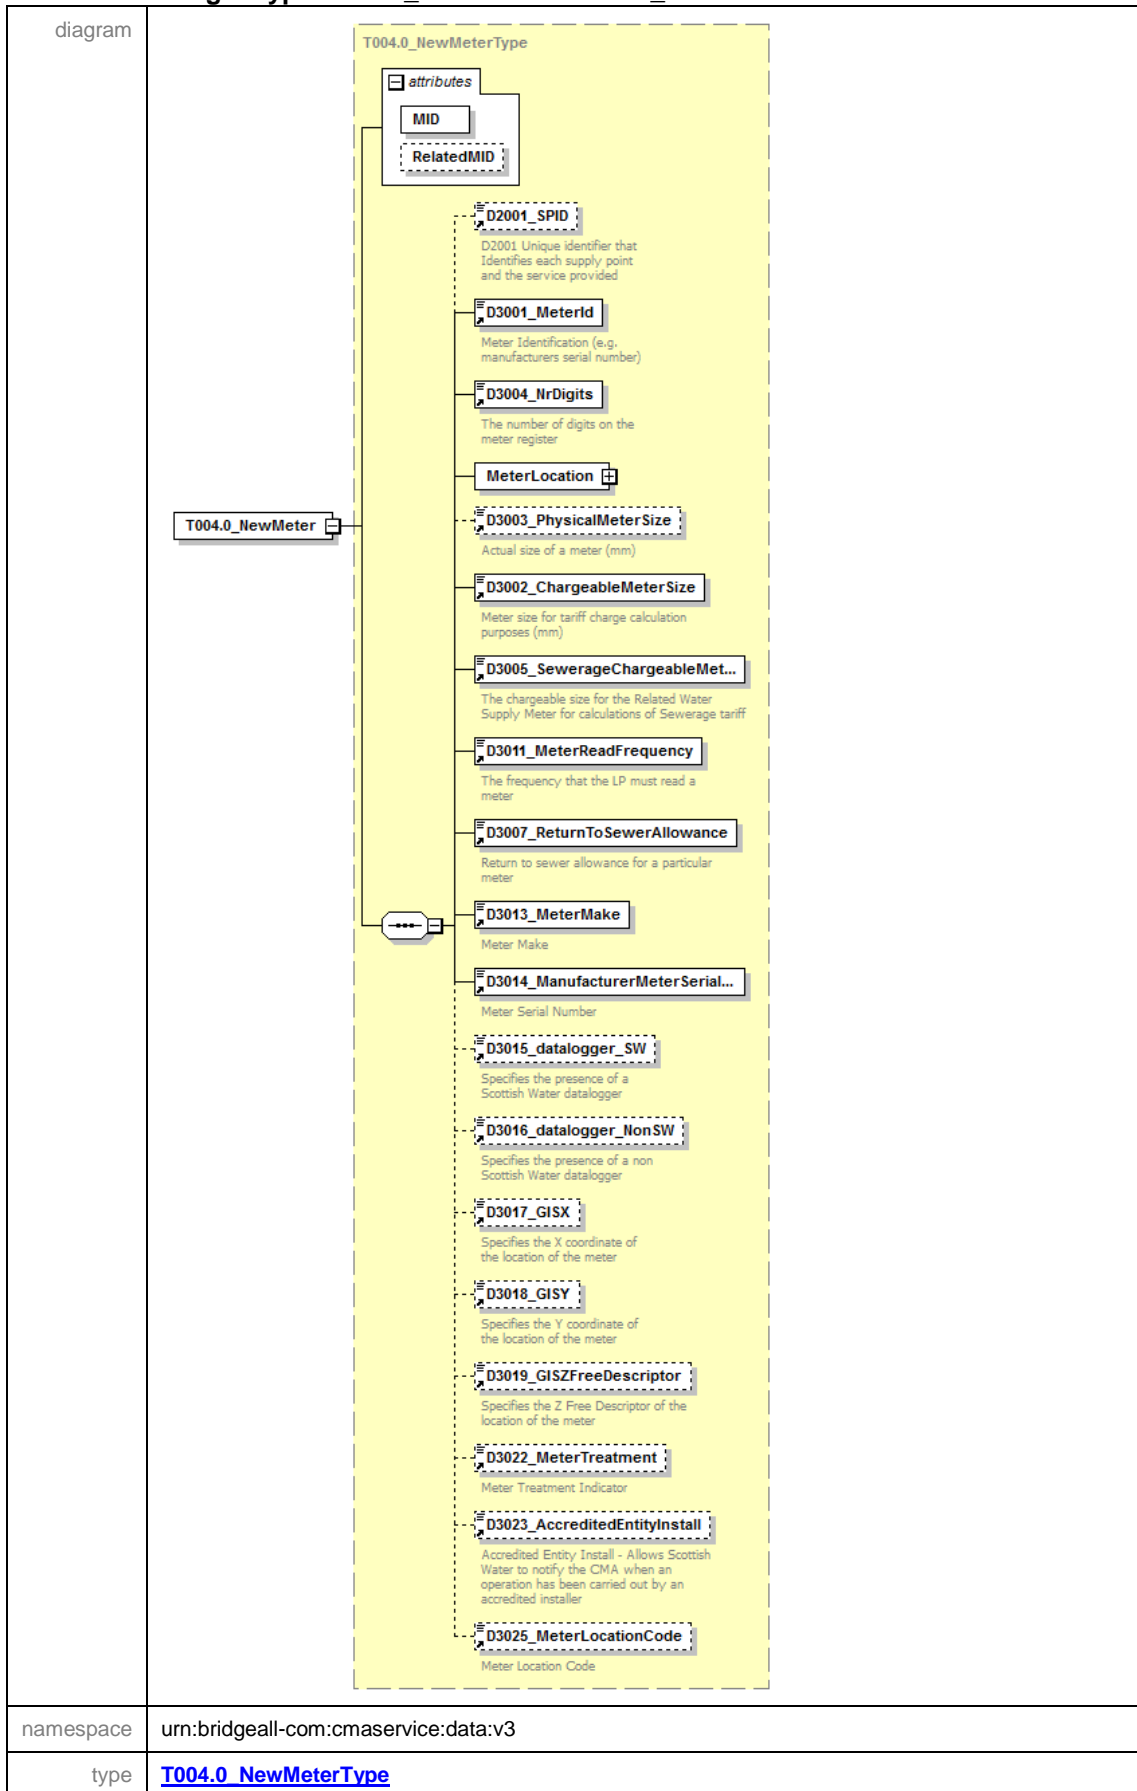 diagram
T004.0_NewMeterType
attributes
MID
RelatedMID
D2001_SPID
D2001 Unique identifier that
Identifies each supply point
and the service provided
D3001_MeterId
Meter Identification (e.g.
manufacturers serial number)
D3004_NrDigits
The number of digits on the
meter register
MeterLocation
T004.0_NewMeter
D3003_PhysicalMeterSize
Actual size of a meter (mm)
D3002_ChargeableMeterSize
Meter size for tariff charge calculation
purposes (mm)
D3005_SewerageChargeableMet...
The chargeable size for the Related Water
Supply Meter for calculations of Sewerage tariff
D3011_MeterReadFrequency
The frequency that the LP must read a
meter
D3007_ReturnToSewerAllowance
Return to sewer allowance for a particular
meter
D3013_MeterMake
Meter Make
D3014_ManufacturerMeterSerial...
Meter Serial Number
D3015_datalogger_SW
Specifies the presence of a
Scottish Water datalogger
D3016_datalogger_NonSW
Specifies the presence of a non
Scottish Water datalogger
D3017_GISX
Specifies the X coordinate of
the location of the meter
D3018_GISY
Specifies the Y coordinate of
the location of the meter
D3019_GISZFreeDescriptor
Specifies the Z Free Descriptor of the
location of the meter
D3022_MeterTreatment
Meter Treatment Indicator
D3023_AccreditedEntityInstall
Accredited Entity Install - Allows Scottish
Water to notify the CMA when an
operation has been carried out by an
accredited installer
D3025_MeterLocationCode
Meter Location Code
namespace urn:bridgeall-com:cmaservice:data:v3
type T004.0_NewMeterType